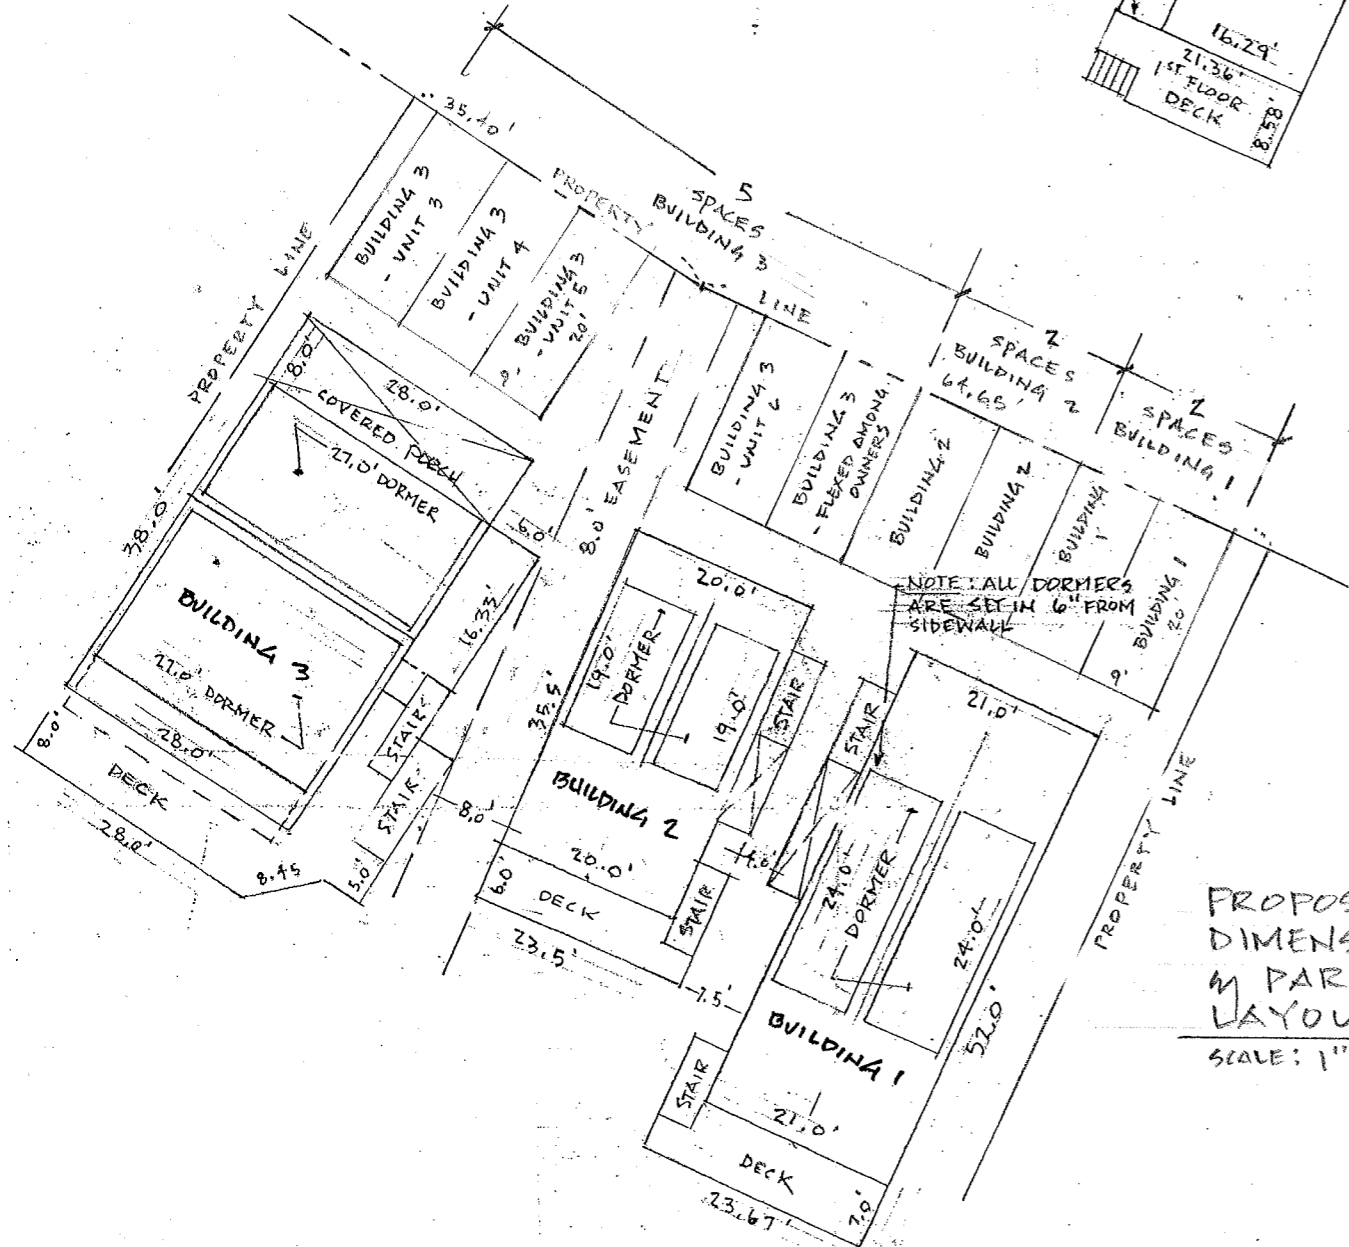 16.29'
21.36'
1ST FLOOR
DECK
8.58
35.40'
PROPERTY
LINE
5
SPACES
BUILDING 3
2
SPACES
BUILDING 2
64.65'
2
SPACES
BUILDING 1
PROPERTY LINE
BUILDING 3
- UNIT 3
BUILDING 3
- UNIT 4
BUILDING 3
- UNIT 5
20'
9'
8.0' EASEMENT
BUILDING 3
- UNIT 6
BUILDING 3
- FLEXED AMONG
OWNERS
BUILDING 2
BUILDING 2
BUILDING
1
BUILDING 1
20'
9'
8.0'
28.0'
COVERED PORCH
27.0' DORMER
38.0'
6.0'
16.33'
BUILDING 3
27.0' DORMER
28.0'
8.0'
DECK
28.0'
8.45
5.0'
STAIR
STAIR
8.0'
20.0'
19.0'
DORMER
19.0'
35.5'
BUILDING 2
STAIR
20.0'
6.0'
DECK
23.5'
STAIR
14.6'
7.5'
NOTE: ALL DORMERS
ARE SET IN 6" FROM
SIDEWALL
21.0'
STAIR
24.0'
DORMER
24.0'
52.0'
BUILDING 1
STAIR
21.0'
DECK
7.0'
23.67'
PROPERTY LINE
PROPOS
DIMENS
& PAR
LAYOU
SCALE: 1"